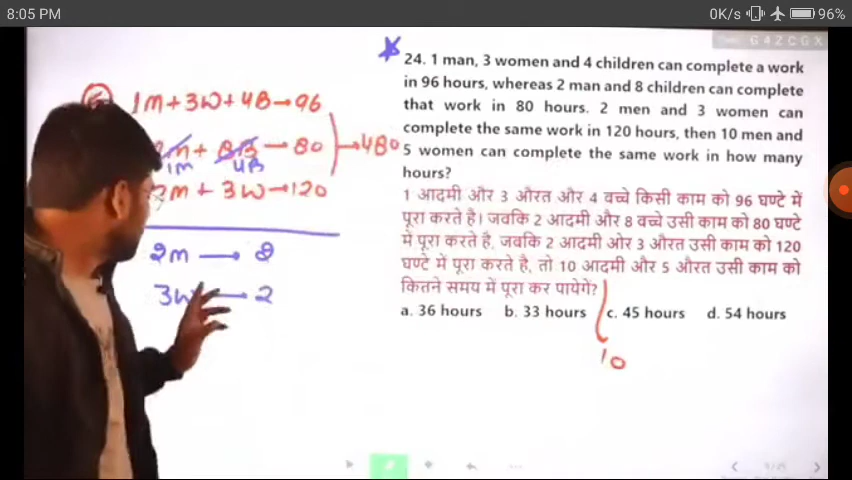 8:05 PM
0K/s
96%
G4ZCGX
24. 1 man, 3 women and 4 children can complete a work
in 96 hours, whereas 2 man and 8 children can complete
that work in 80 hours. 2 men and 3 women can
complete the same work in 120 hours, then 10 men and
5 women can complete the same work in how many
hours?
1 आदमी और 3 औरत और 4 बच्चे किसी काम को 96 घण्टे में
पूरा करते है। जबकि 2 आदमी और 8 बच्चे उसी काम को 80 घण्टे
में पूरा करते है, जबकि 2 आदमी ओर 3 औरत उसी काम को 120
घण्टे में पूरा करते है, तो 10 आदमी और 5 औरत उसी काम को
कितने समय में पूरा कर पायेगें?
a. 36 hours b. 33 hours c. 45 hours d. 54 hours
10
1M+3W+4B→96
2M+8B→80
1M 4B
→480
2M+3W→120
2M→8
3W→2